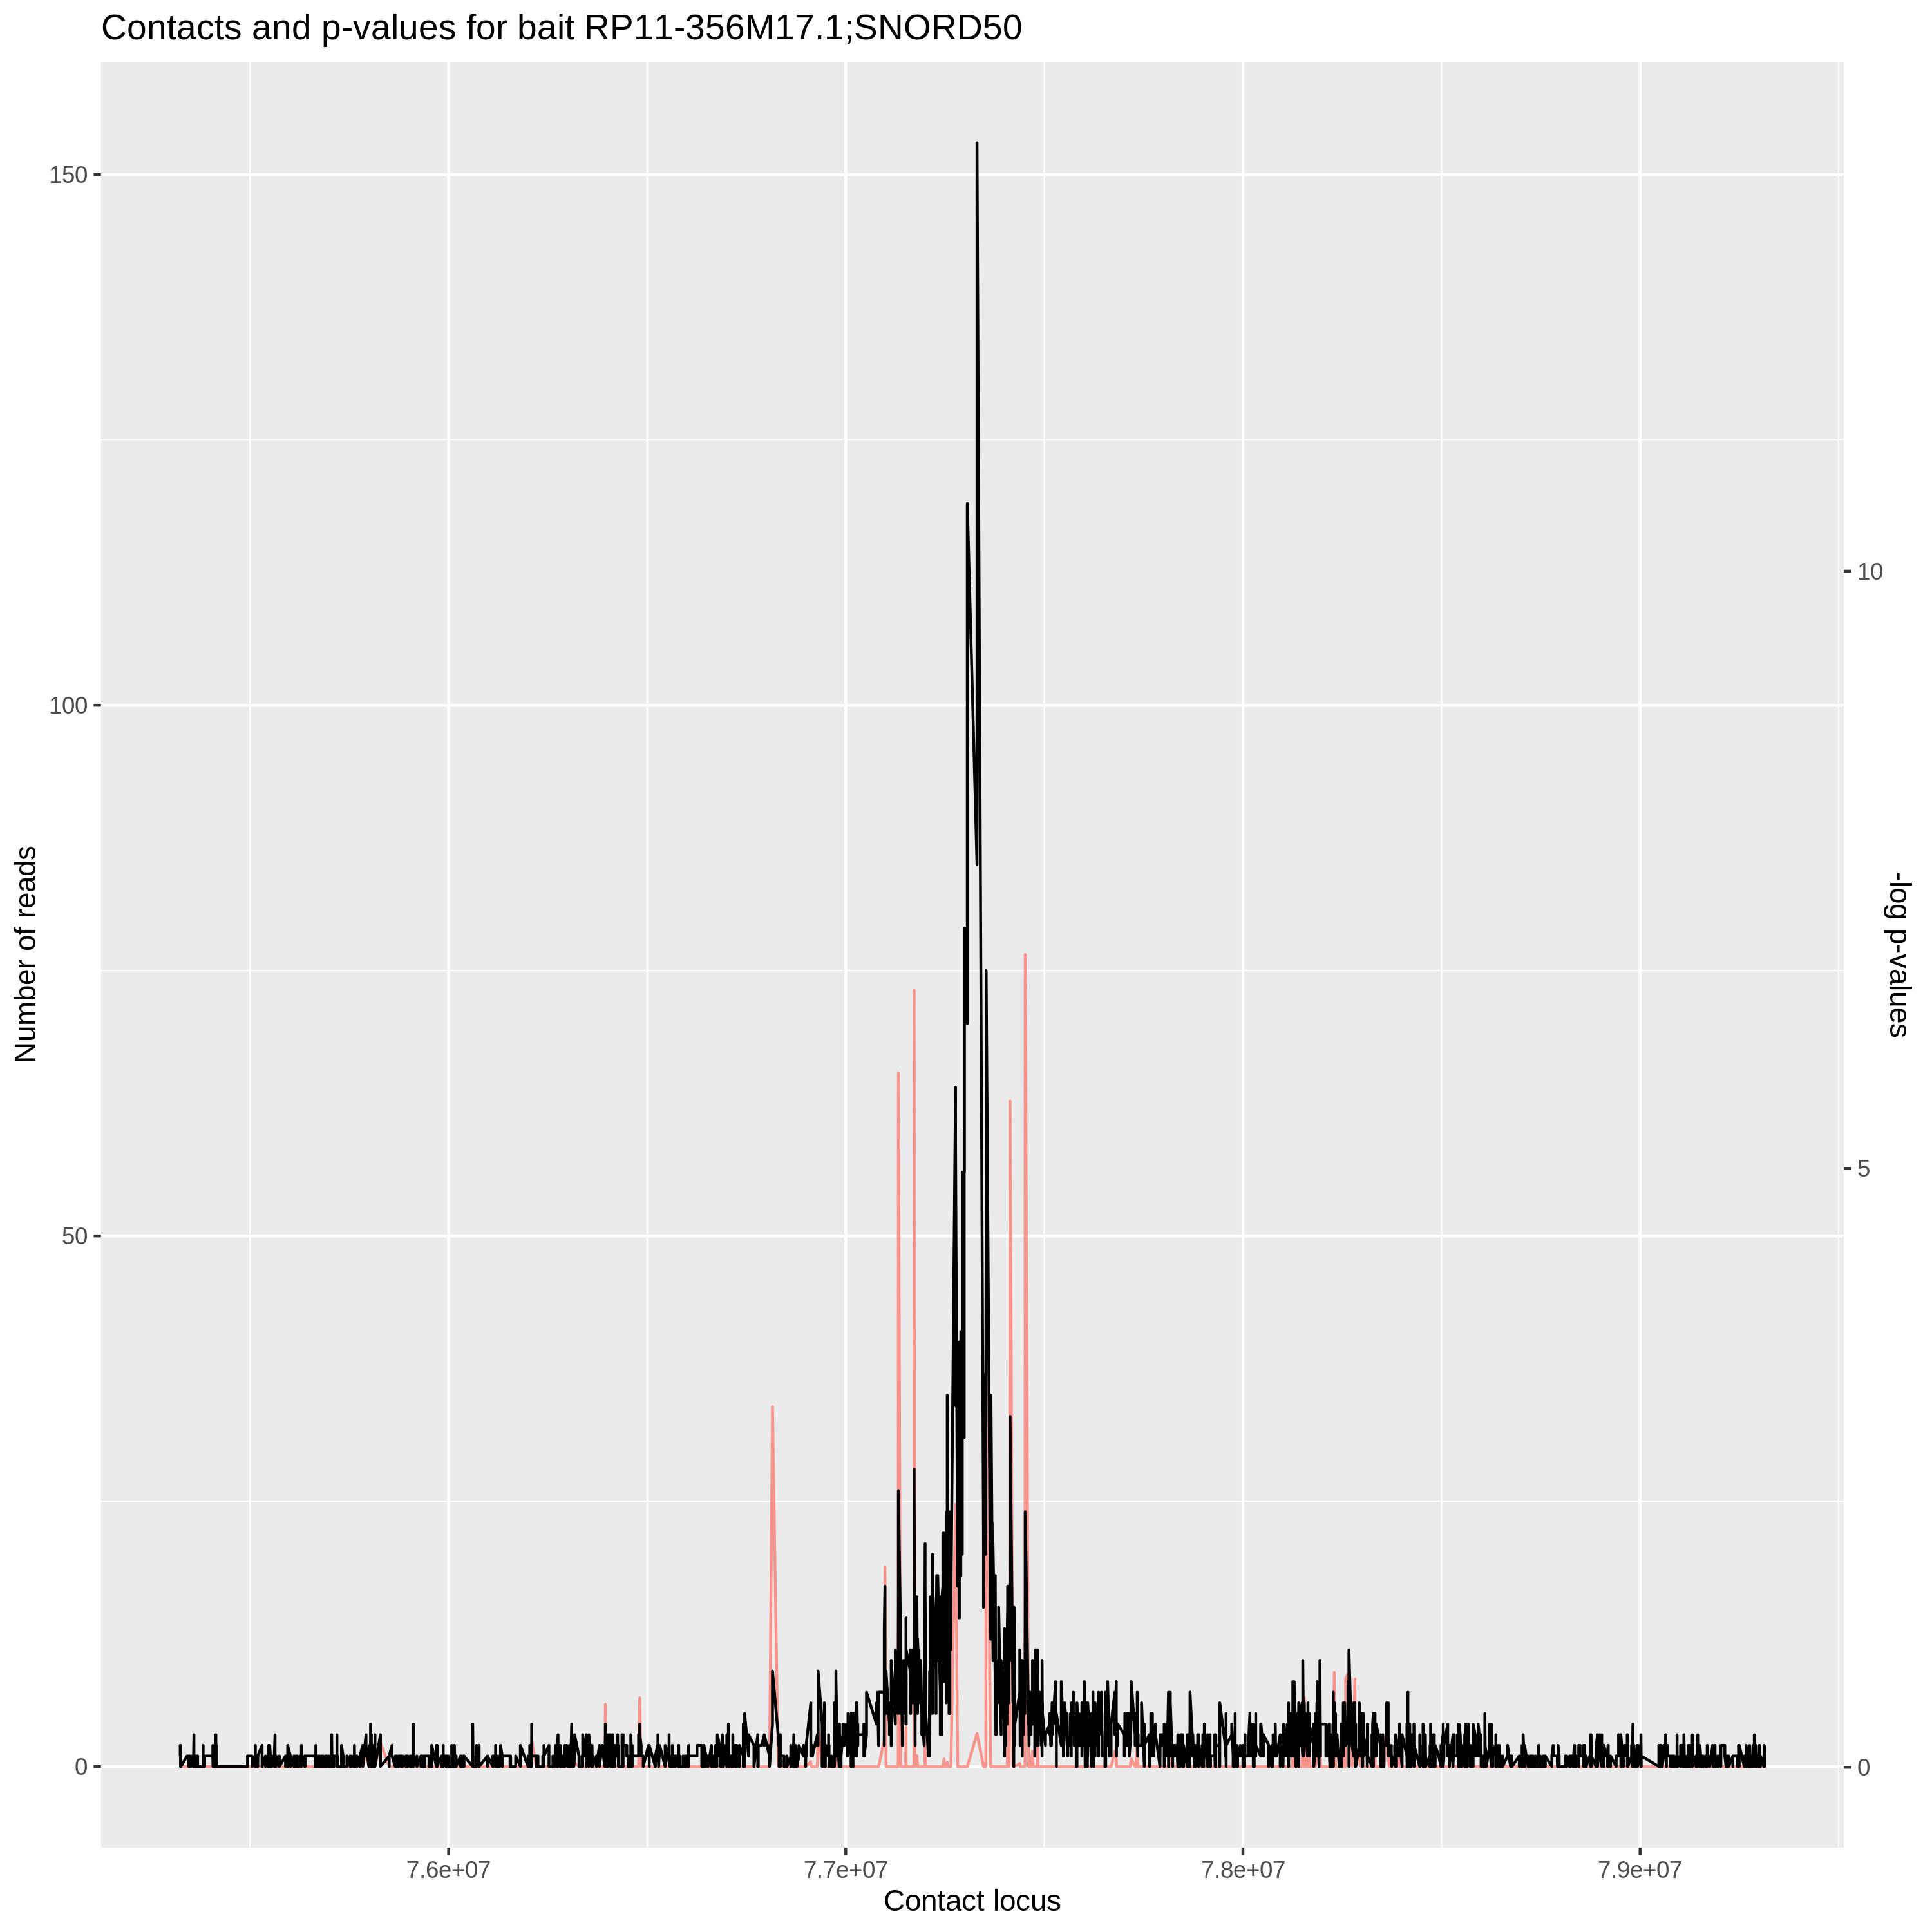 Contacts and p-values for bait RP11-356M17.1;SNORD50
150
100
50
0
Number of reads
10
5
0
-log p-values
7.6e+07
7.7e+07
7.8e+07
7.9e+07
Contact locus